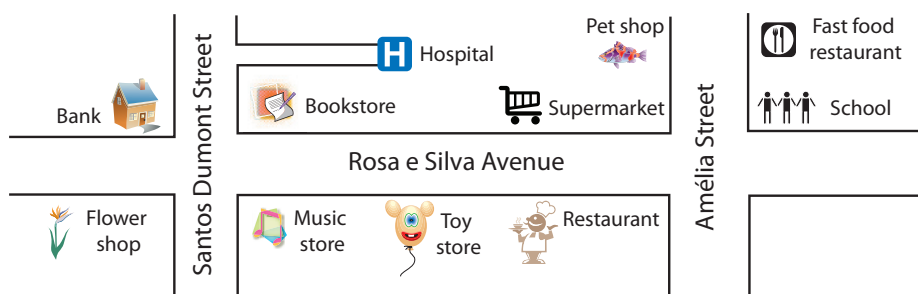 Santos Dumont Street
Pet shop
Fast food
restaurant
H
Hospital
Bank
Bookstore
Supermarket
School
Rosa e Silva Avenue
Amélia Street
Flower
shop
Music
store
Toy
store
Restaurant